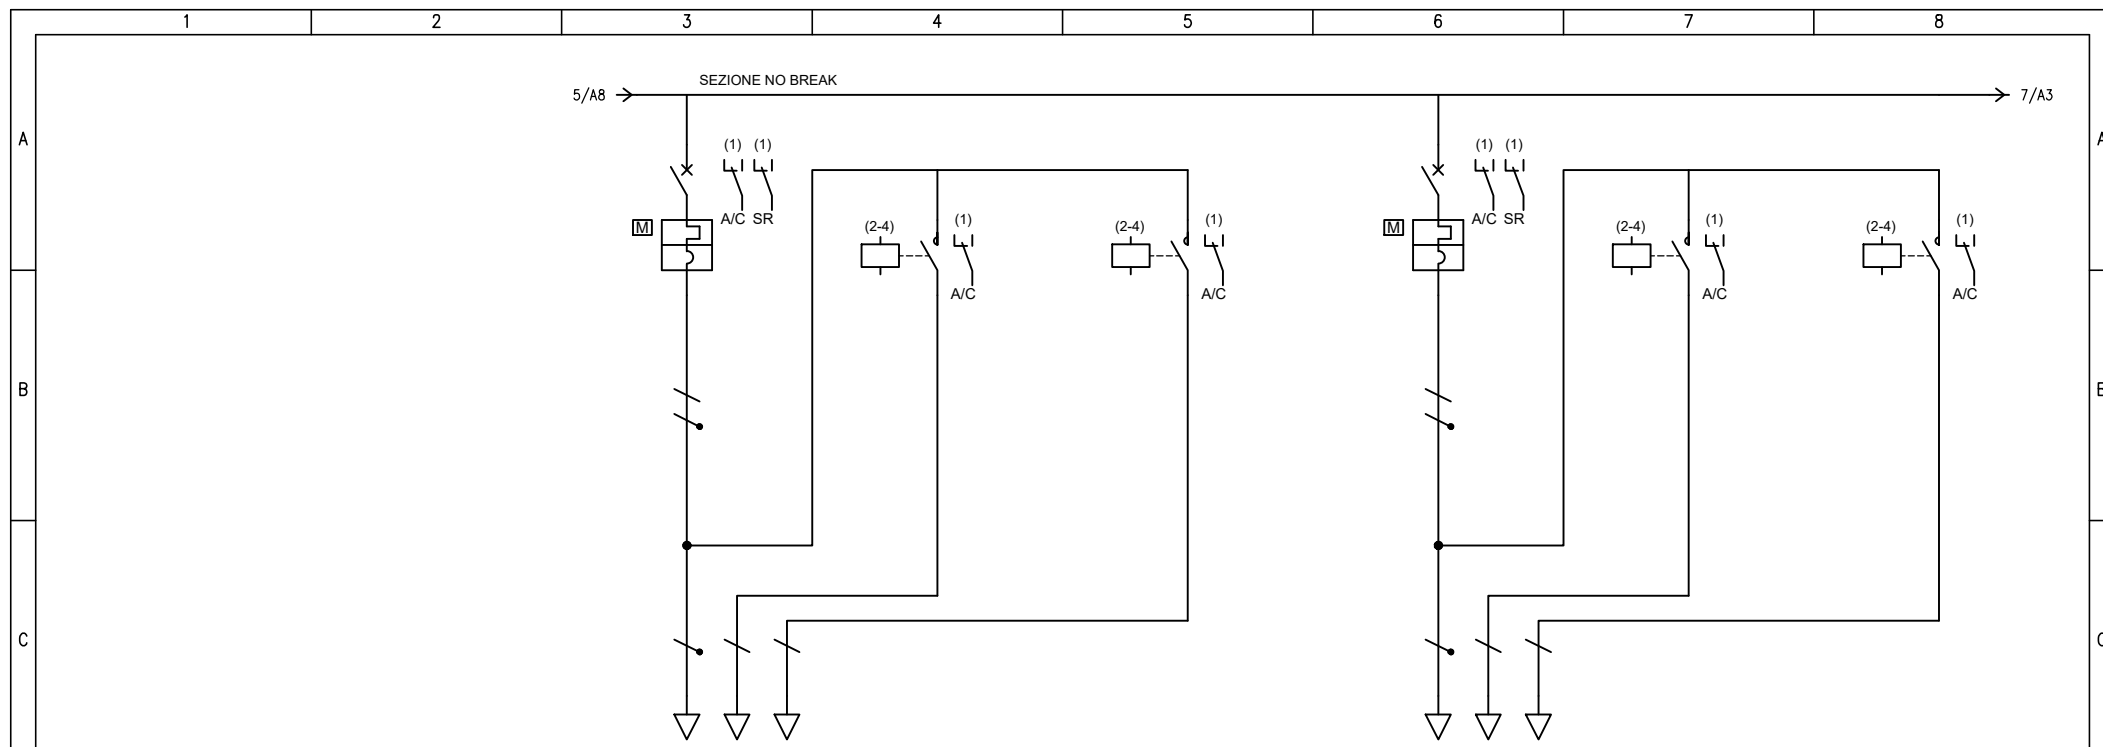 1 2 3 4 5 6 7 8
SEZIONE NO BREAK
5/A8 7/A3
A A
(1) (1) (1) (1)
A/C SR A/C SR
M M
(2-4) (1) (2-4) (1) (2-4) (1) (2-4) (1)
A/C A/C A/C A/C
B B
C C